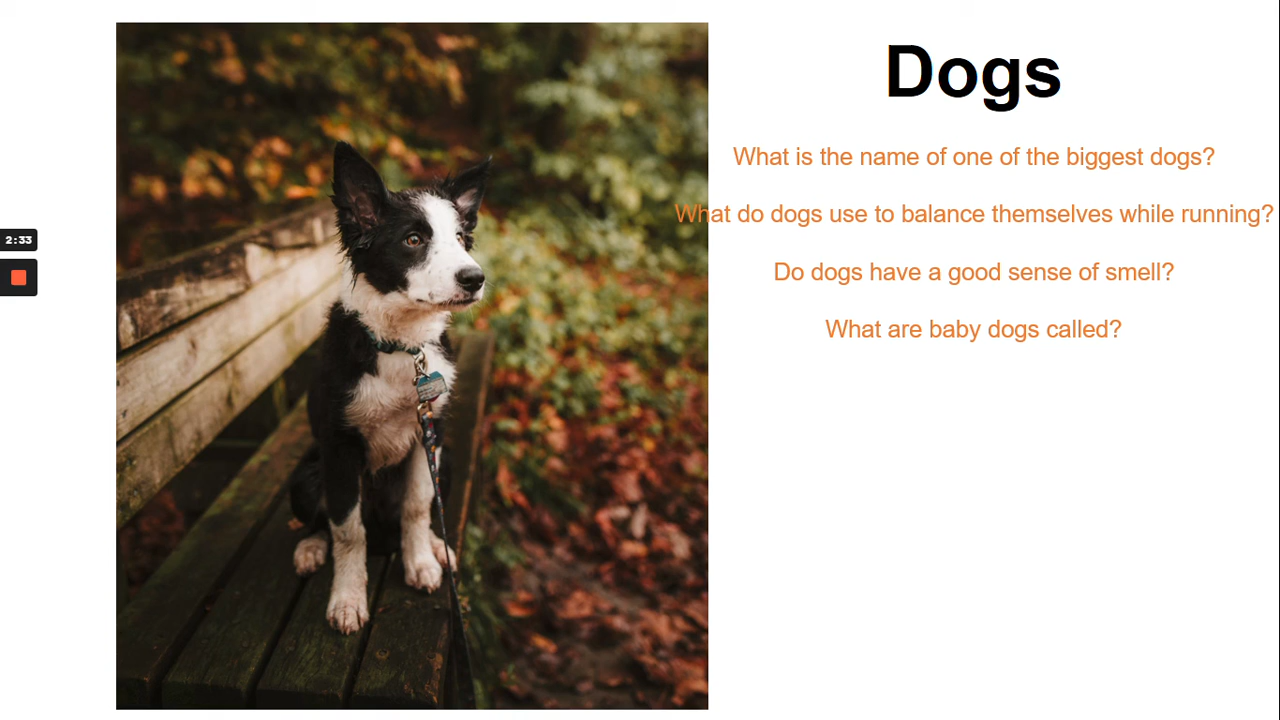 Dogs
What is the name of one of the biggest dogs?
What do dogs use to balance themselves while running?
2:33
Do dogs have a good sense of smell?
What are baby dogs called?